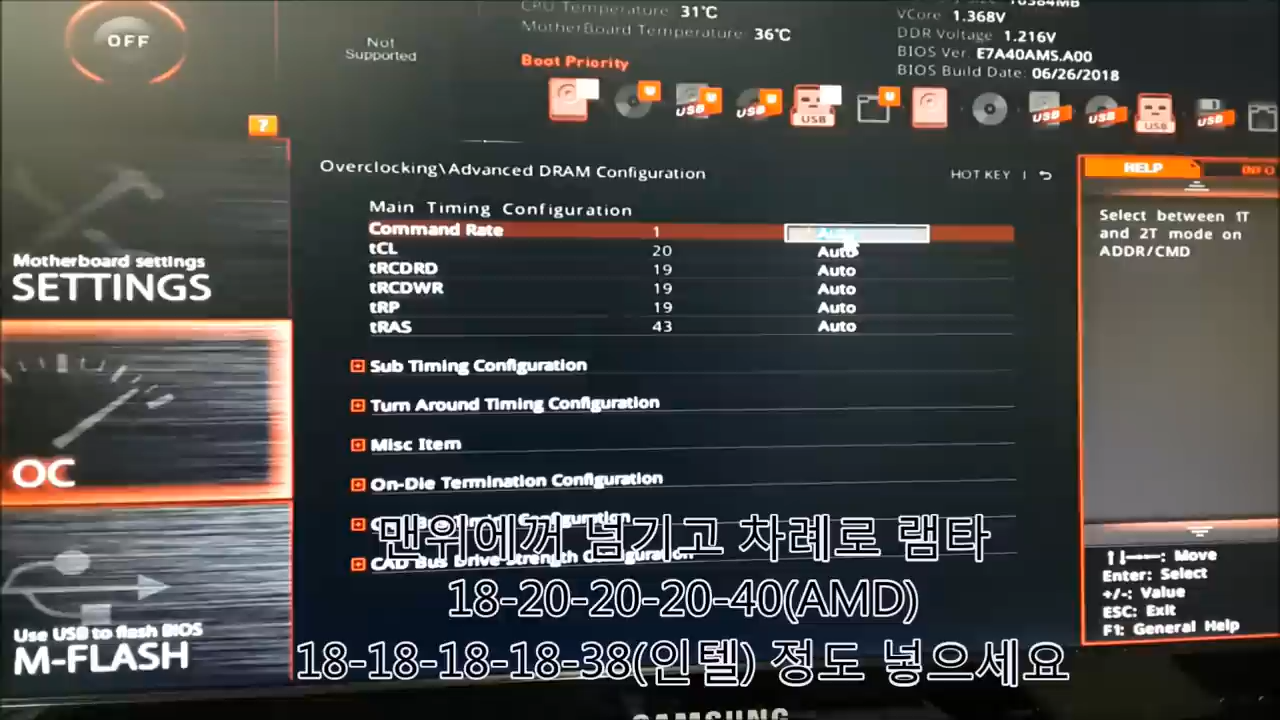 OFF
Not
Supported
CPU Temperature: 31°C
MotherBoard Temperature: 36°C
VCore: 1.368V
DDR Voltage: 1.216V
BIOS Ver: E7A40AMS.A00
BIOS Build Date: 06/26/2018
Boot Priority
USB
USB
USB
USB
USB
USB
USB
?
Overclocking\Advanced DRAM Configuration
HOT KEY |
HELP
INFO
Main Timing Configuration
Command Rate 1 Auto
tCL 20 Auto
tRCDRD 19 Auto
tRCDWR 19 Auto
tRP 19 Auto
tRAS 43 Auto
Sub Timing Configuration
Turn Around Timing Configuration
Misc Item
On-Die Termination Configuration
CAD Bus Drive Strength Configuration
Select between 1T
and 2T mode on
ADDR/CMD
Motherboard settings
SETTINGS
OC
Use USB to flash BIOS
M-FLASH
: Move
Enter: Select
+/-: Value
ESC: Exit
F1: General Help
맨위에꺼 넘기고 차례로 램타
18-20-20-20-40(AMD)
18-18-18-18-38(인텔) 정도 넣으세요
SAMSUNG